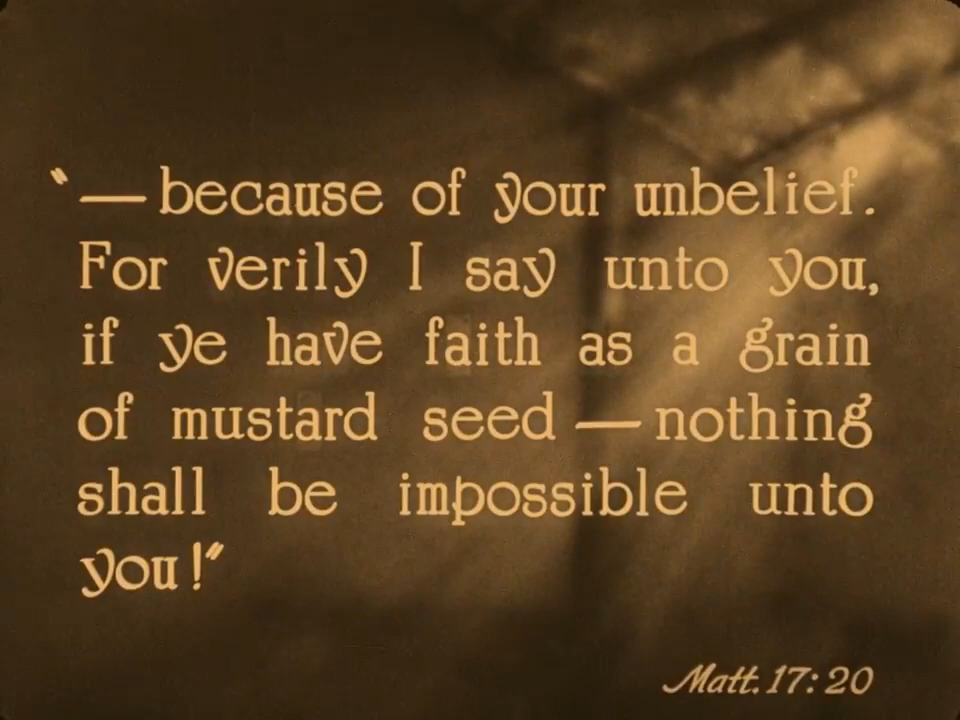 “— because of your unbelief.
For verily I say unto you,
if ye have faith as a grain
of mustard seed — nothing
shall be impossible unto
you!”
Matt. 17:20